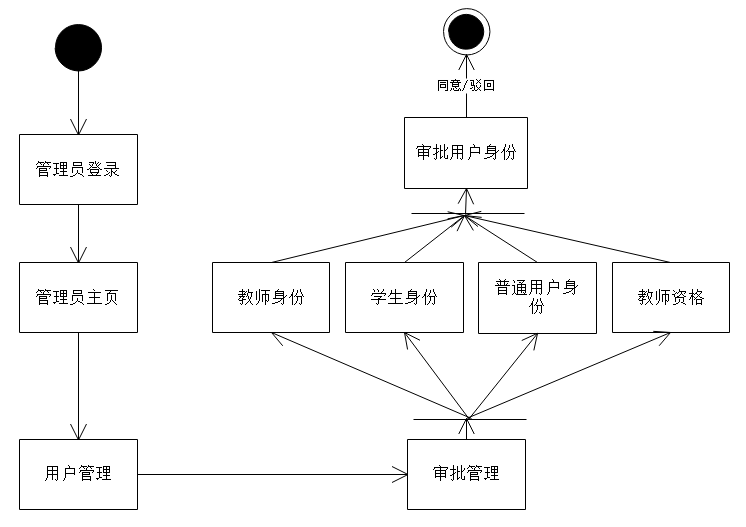 同意/驳回
审批用户身份
管理员登录
管理员主页
教师身份
学生身份
普通用户身
份
教师资格
用户管理
审批管理